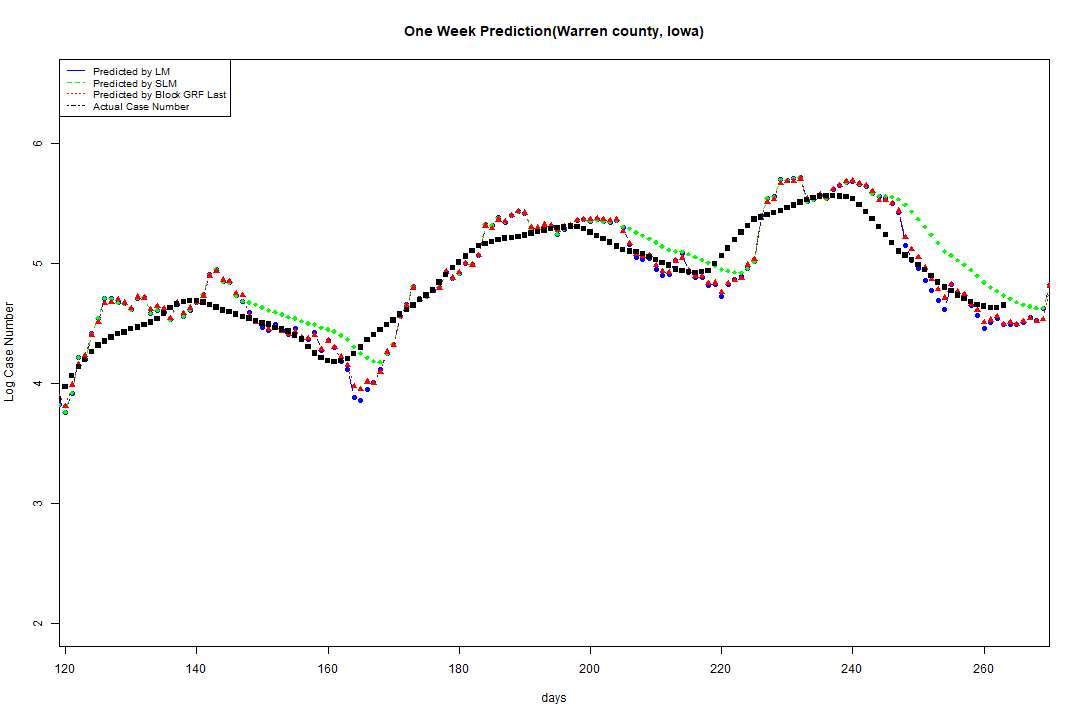 One Week Prediction(Warren county, Iowa)
Predicted by LM
Predicted by SLM
Predicted by Block GRF Last
Actual Case Number
Log Case Number
6
5
4
3
2
120 140 160 180 200 220 240 260
days